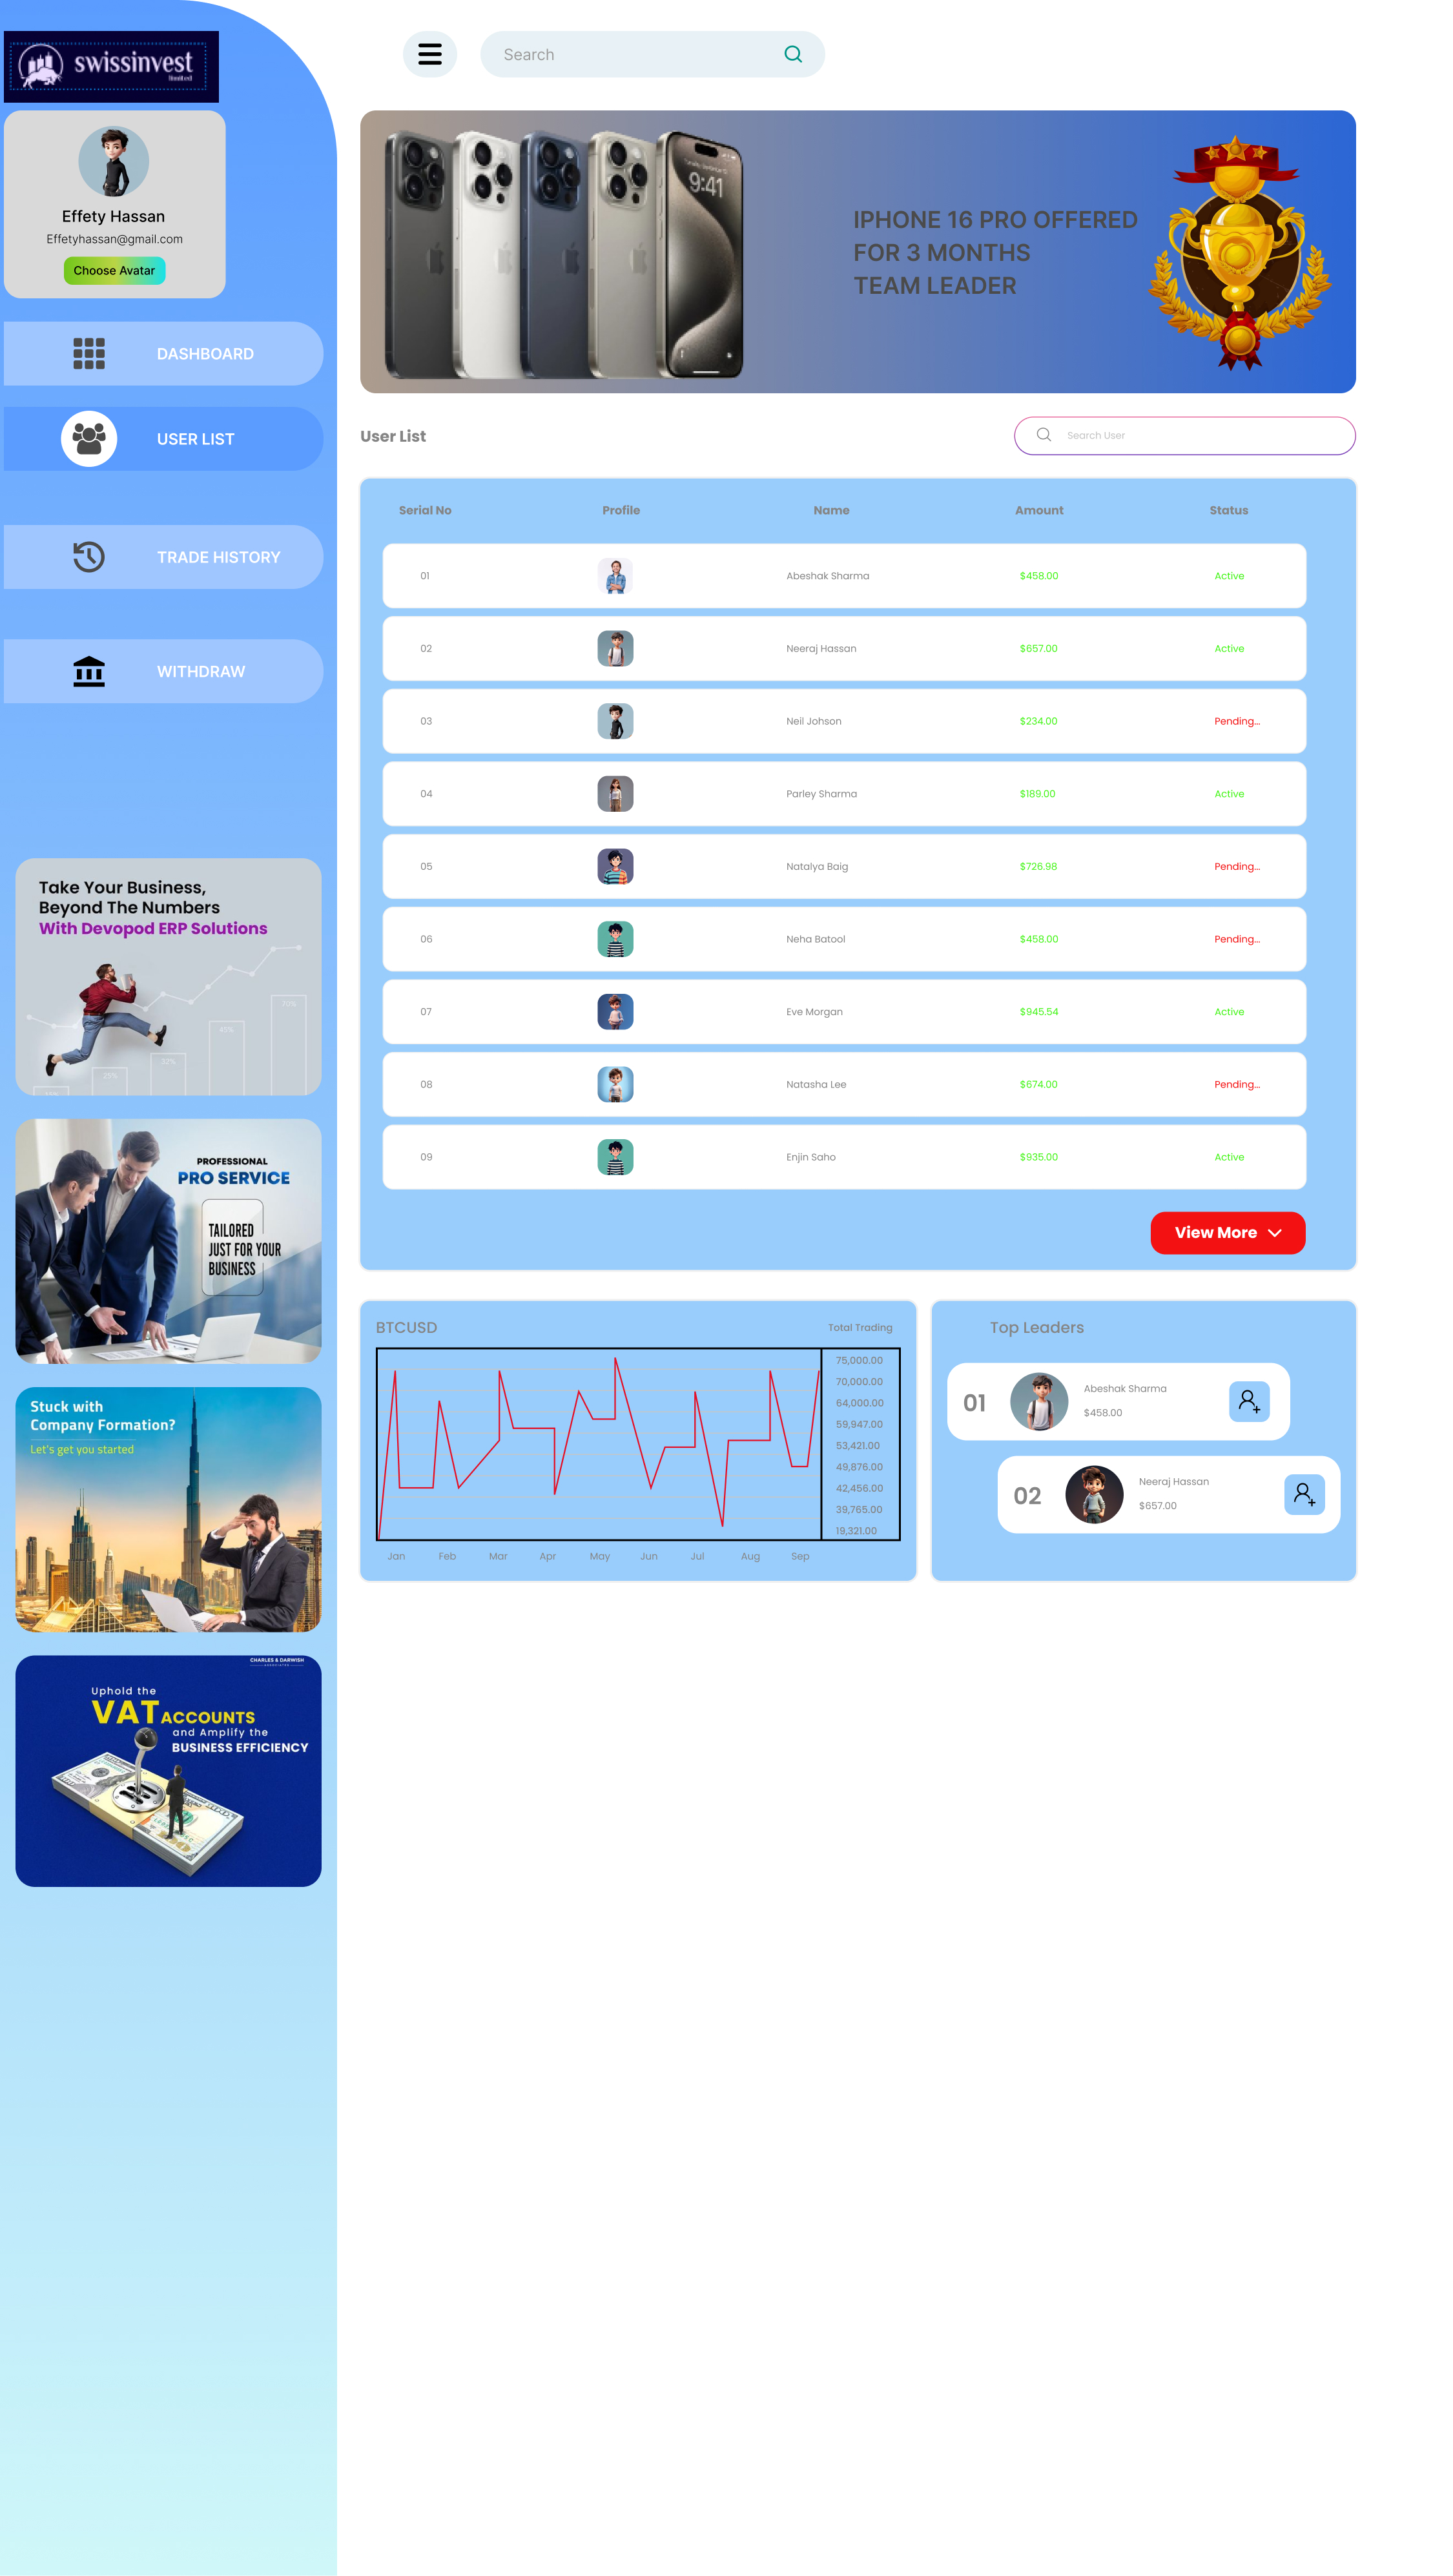 swissinvest
limited
Effety Hassan
Effetyhassan@gmail.com
Choose Avatar
DASHBOARD
USER LIST
TRADE HISTORY
WITHDRAW
Take Your Business,
Beyond The Numbers
With Devopod ERP Solutions
70%
45%
32%
25%
PROFESSIONAL
PRO SERVICE
TAILORED
JUST FOR YOUR
BUSINESS
Stuck with
Company Formation?
Let's get you started
CHARLES & DARWISH
ASSOCIATES
Uphold the
VAT ACCOUNTS
and Amplify the
BUSINESS EFFICIENCY
Search
9:41
IPHONE 16 PRO OFFERED
FOR 3 MONTHS
TEAM LEADER
User List
Search User
Serial No Profile Name Amount Status
01 Abeshak Sharma $458.00 Active
02 Neeraj Hassan $657.00 Active
03 Neil Johson $234.00 Pending...
04 Parley Sharma $189.00 Active
05 Natalya Baig $726.98 Pending...
06 Neha Batool $458.00 Pending...
07 Eve Morgan $945.54 Active
08 Natasha Lee $674.00 Pending...
09 Enjin Saho $935.00 Active
View More
BTCUSD Total Trading
75,000.00
70,000.00
64,000.00
59,947.00
53,421.00
49,876.00
42,456.00
39,765.00
19,321.00
Jan Feb Mar Apr May Jun Jul Aug Sep
Top Leaders
01 Abeshak Sharma
$458.00
02 Neeraj Hassan
$657.00